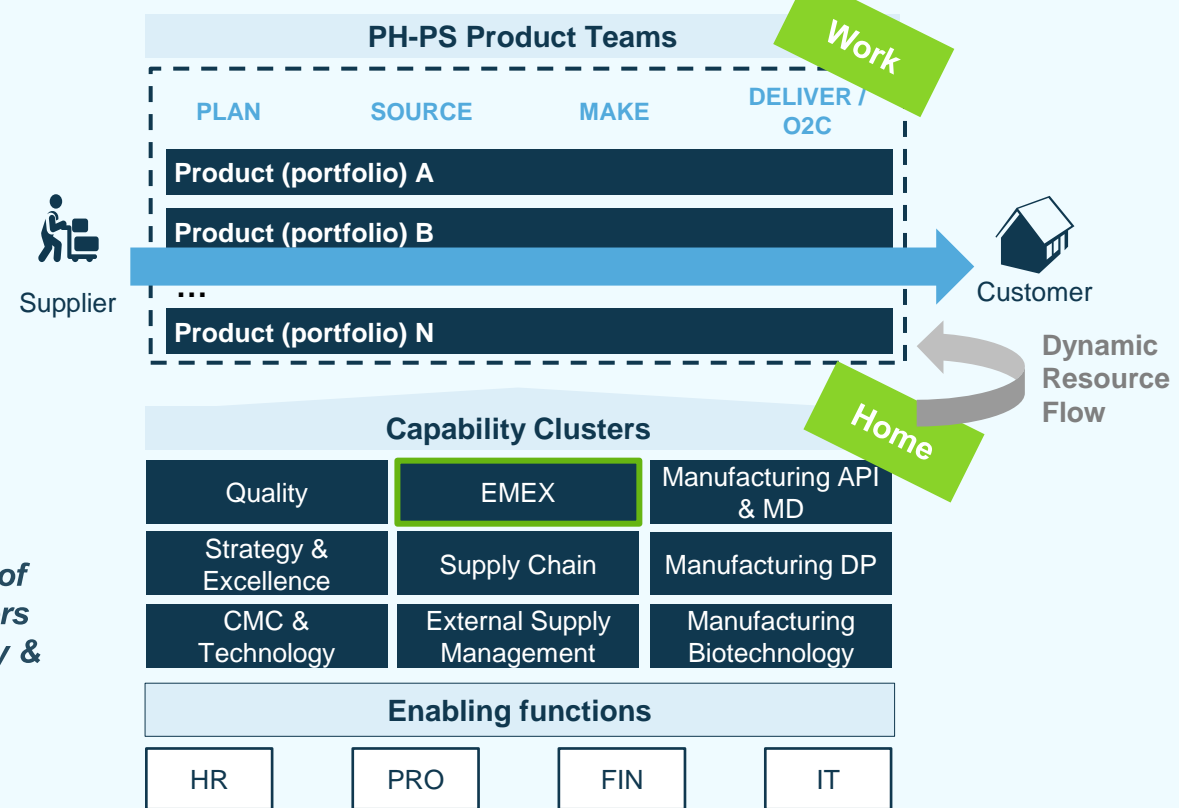 PH-PS Product Teams
Work
PLAN
SOURCE
MAKE
DELIVER /
O2C
Product (portfolio) A
Product (portfolio) B
...
Product (portfolio) N
Supplier
Customer
Dynamic
Resource
Flow
Home
Capability Clusters
Quality
EMEX
Manufacturing API
& MD
Strategy &
Excellence
Supply Chain
Manufacturing DP
CMC &
Technology
External Supply
Management
Manufacturing
Biotechnology
of
rs
y &
Enabling functions
HR
PRO
FIN
IT